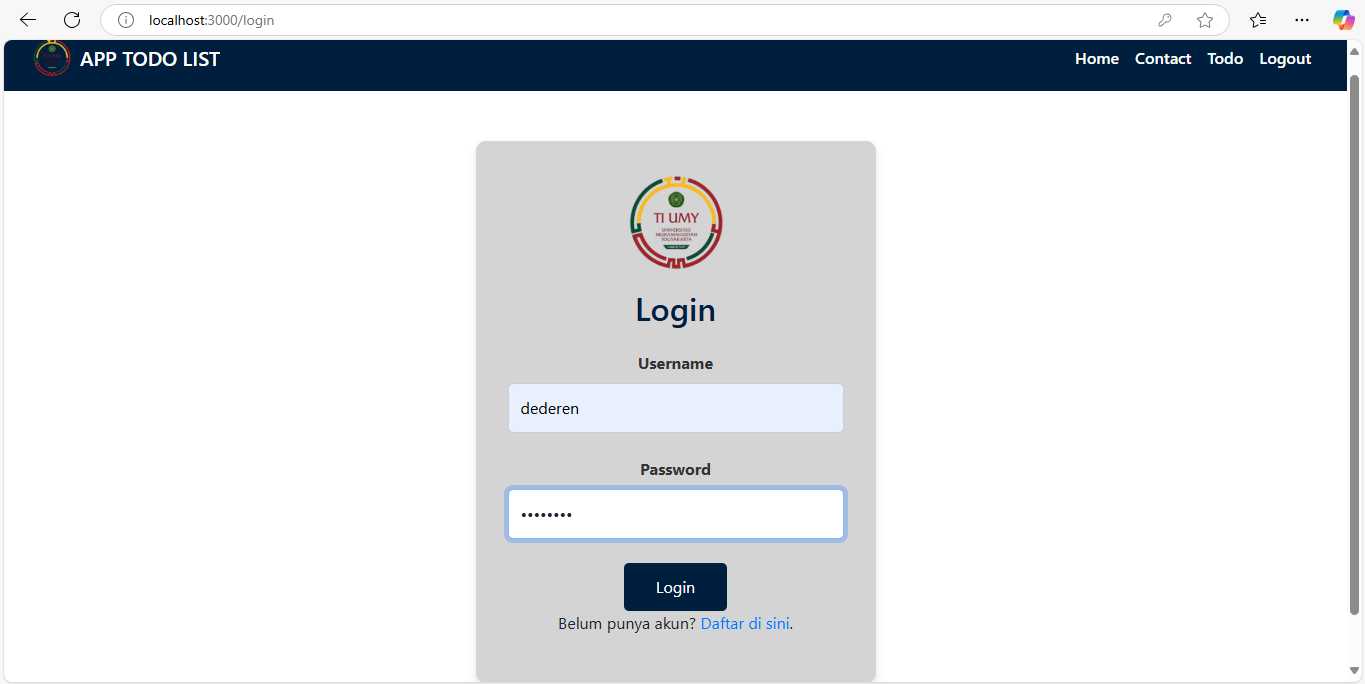 localhost:3000/login
APP TODO LIST
Home Contact Todo Logout
TI UMY
UNIVERSITAS
MUHAMMADIYAH
YOGYAKARTA
Login
Username
dederen
Password
••••••••
Login
Belum punya akun? Daftar di sini.